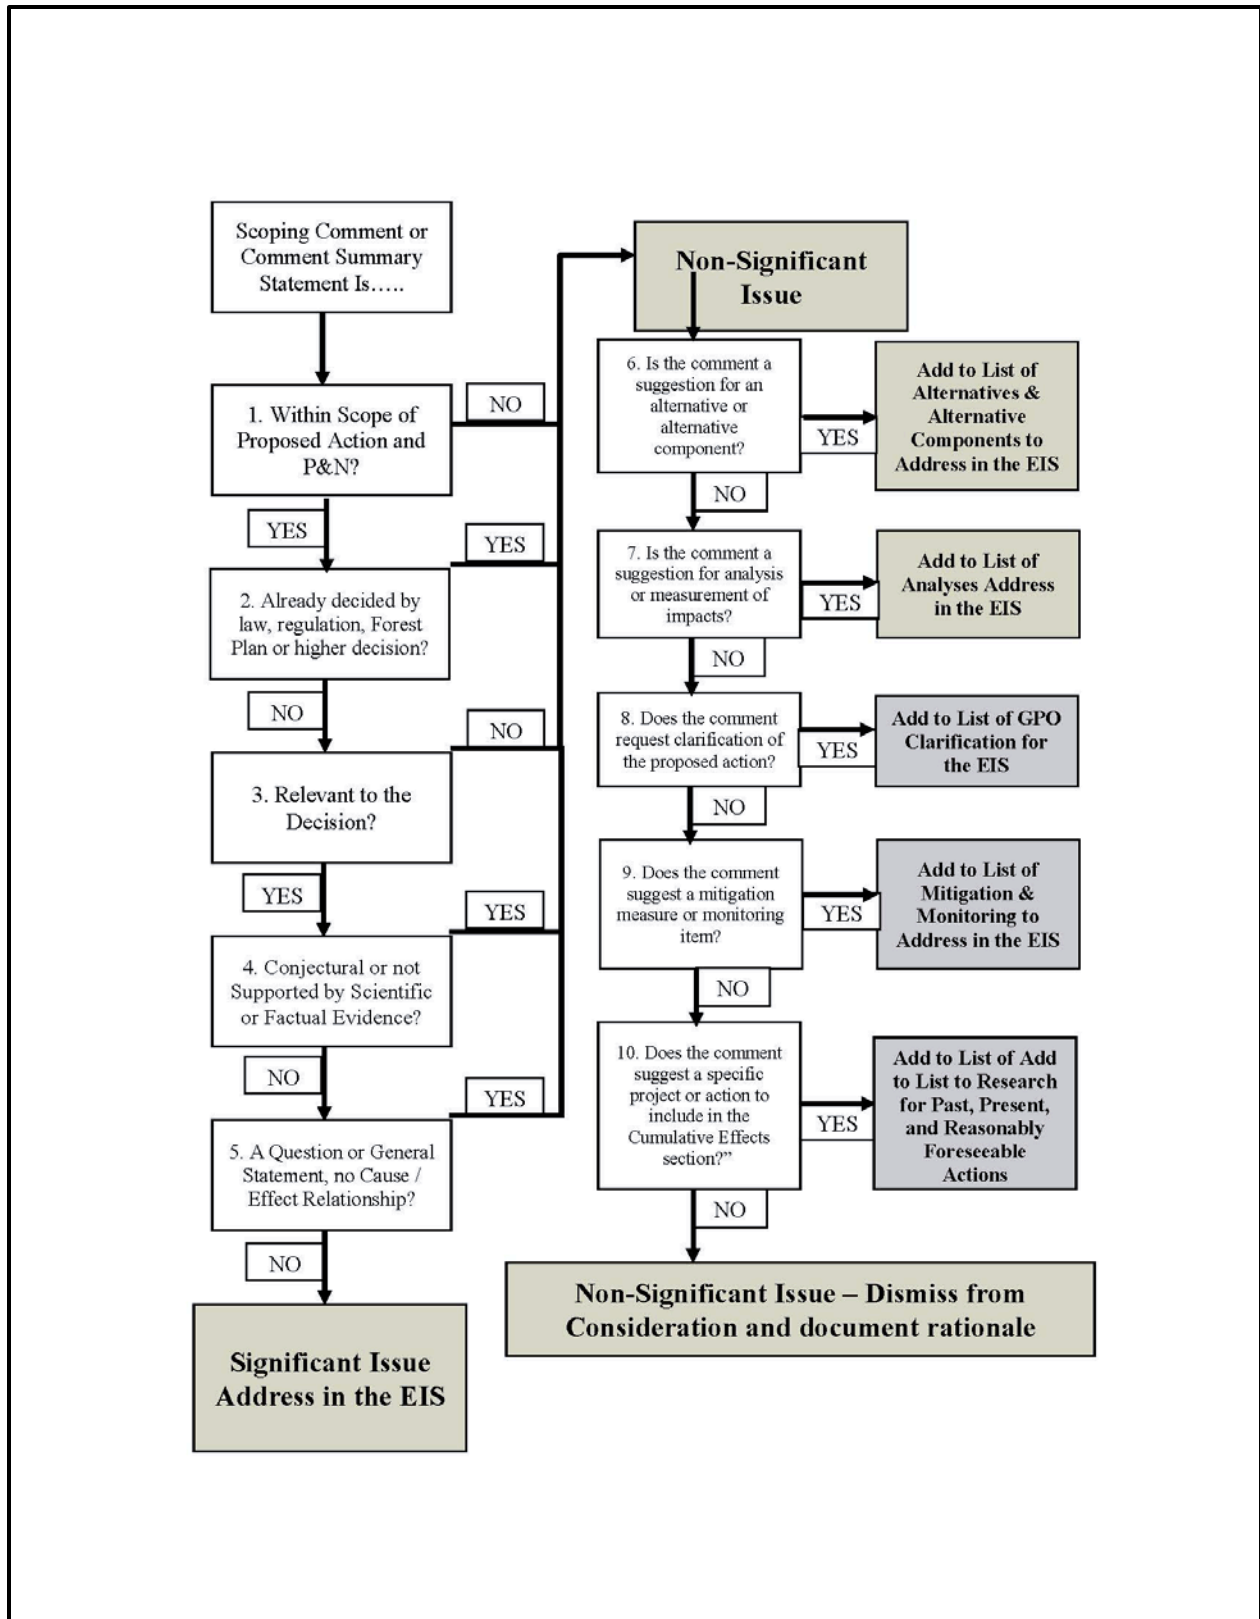 Scoping Comment or
Comment Summary
Statement Is.....
1. Within Scope of
Proposed Action and
P&N?
NO
YES
YES
2. Already decided by
law, regulation, Forest
Plan or higher decision?
NO
NO
3. Relevant to the
Decision?
YES
YES
4. Conjectural or not
Supported by Scientific
or Factual Evidence?
NO
YES
5. A Question or General
Statement, no Cause /
Effect Relationship?
NO
Significant Issue
Address in the EIS
Non-Significant
Issue
6. Is the comment a
suggestion for an
alternative or
alternative
component?
YES
Add to List of
Alternatives &
Alternative
Components to
Address in the EIS
NO
7. Is the comment a
suggestion for analysis
or measurement of
impacts?
YES
Add to List of
Analyses Address
in the EIS
NO
8. Does the comment
request clarification of
the proposed action?
YES
Add to List of GPO
Clarification for
the EIS
NO
9. Does the comment
suggest a mitigation
measure or monitoring
item?
YES
Add to List of
Mitigation &
Monitoring to
Address in the EIS
NO
10. Does the comment
suggest a specific
project or action to
include in the
Cumulative Effects
section?”
YES
Add to List of Add
to List to Research
for Past, Present,
and Reasonably
Foreseeable
Actions
NO
Non-Significant Issue – Dismiss from
Consideration and document rationale